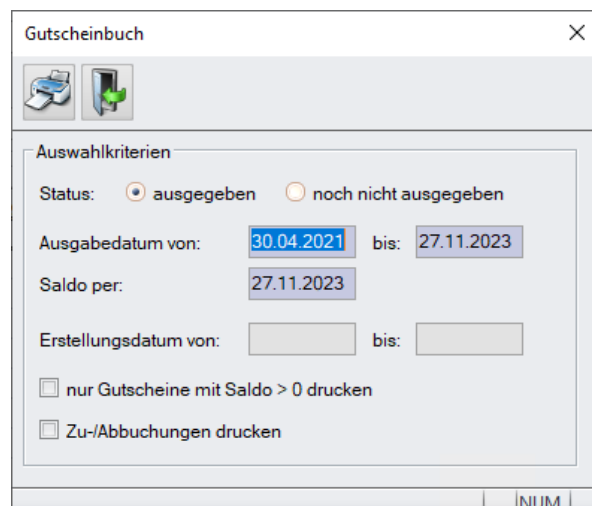 Gutscheinbuch
Auswahlkriterien
Status: ausgegeben noch nicht ausgegeben
Ausgabedatum von: 30.04.2021 bis: 27.11.2023
Saldo per: 27.11.2023
Erstellungsdatum von: bis:
nur Gutscheine mit Saldo > 0 drucken
Zu-/Abbuchungen drucken
NUM